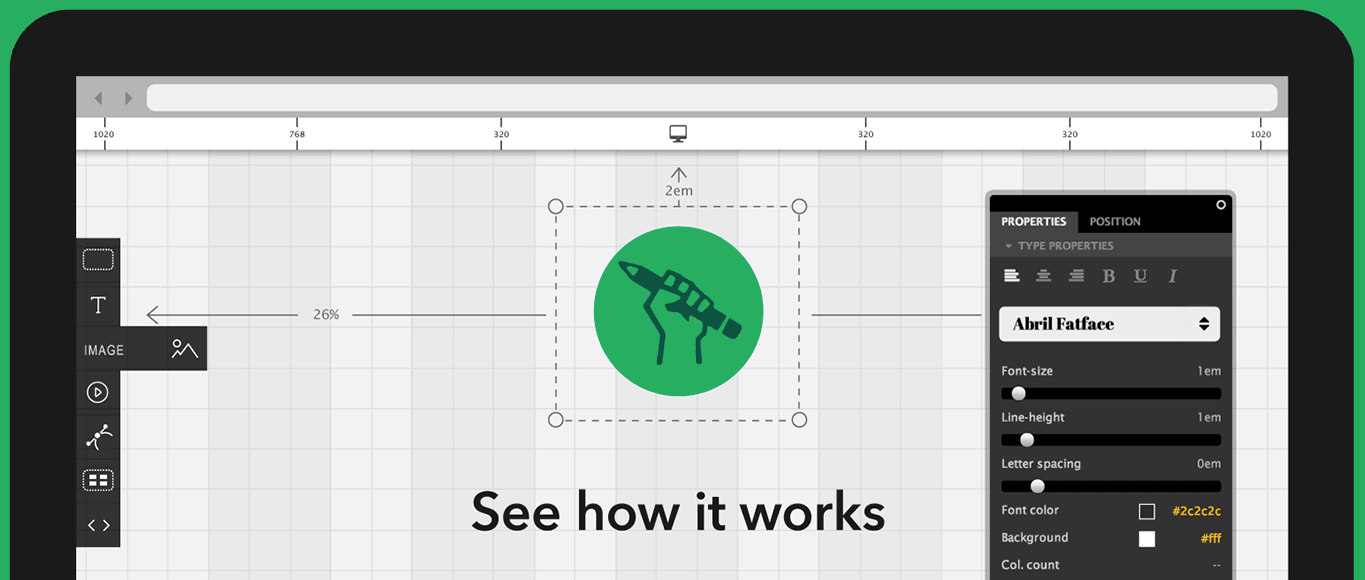 1020 768 320 320 320 1020
2em
26%
T
IMAGE
See how it works
PROPERTIES POSITION
TYPE PROPERTIES
B U I
Abril Fatface
Font-size 1em
Line-height 1em
Letter spacing 0em
Font color #2c2c2c
Background #fff
Col. count --